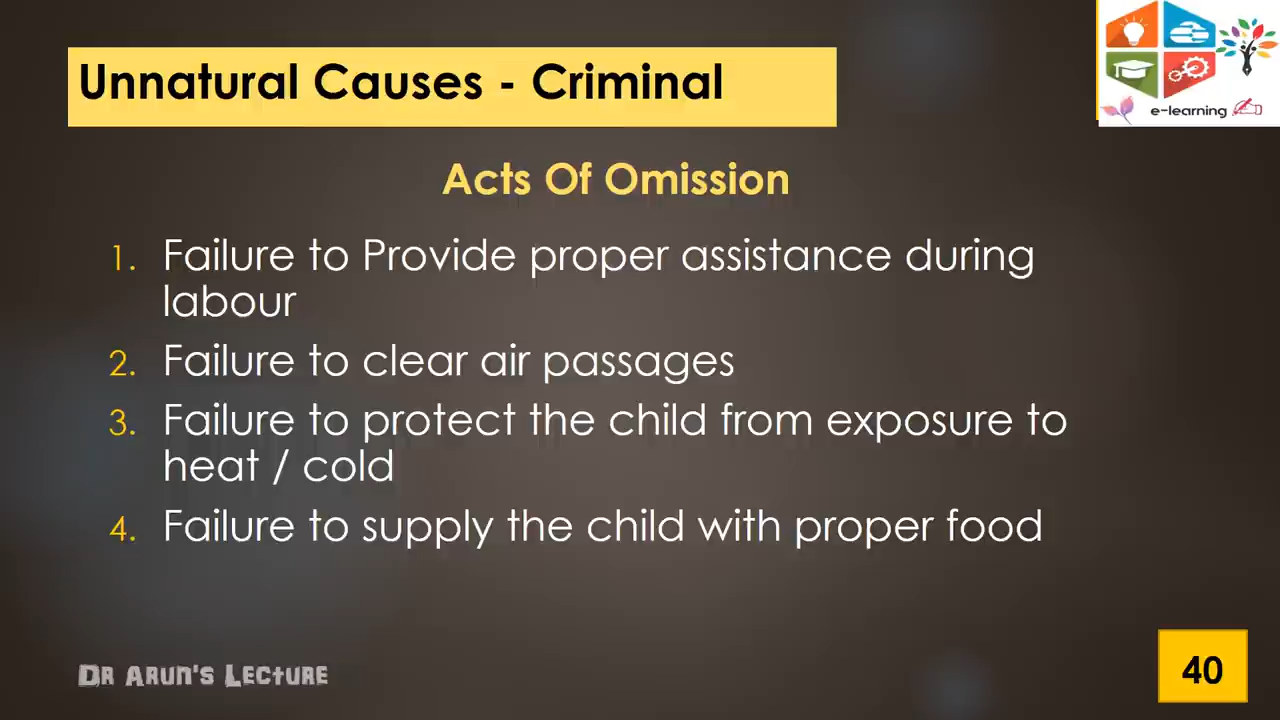 Unnatural Causes - Criminal
e-learning
Acts Of Omission
1. Failure to Provide proper assistance during
labour
2. Failure to clear air passages
3. Failure to protect the child from exposure to
heat / cold
4. Failure to supply the child with proper food
Dr Arun's Lecture
40